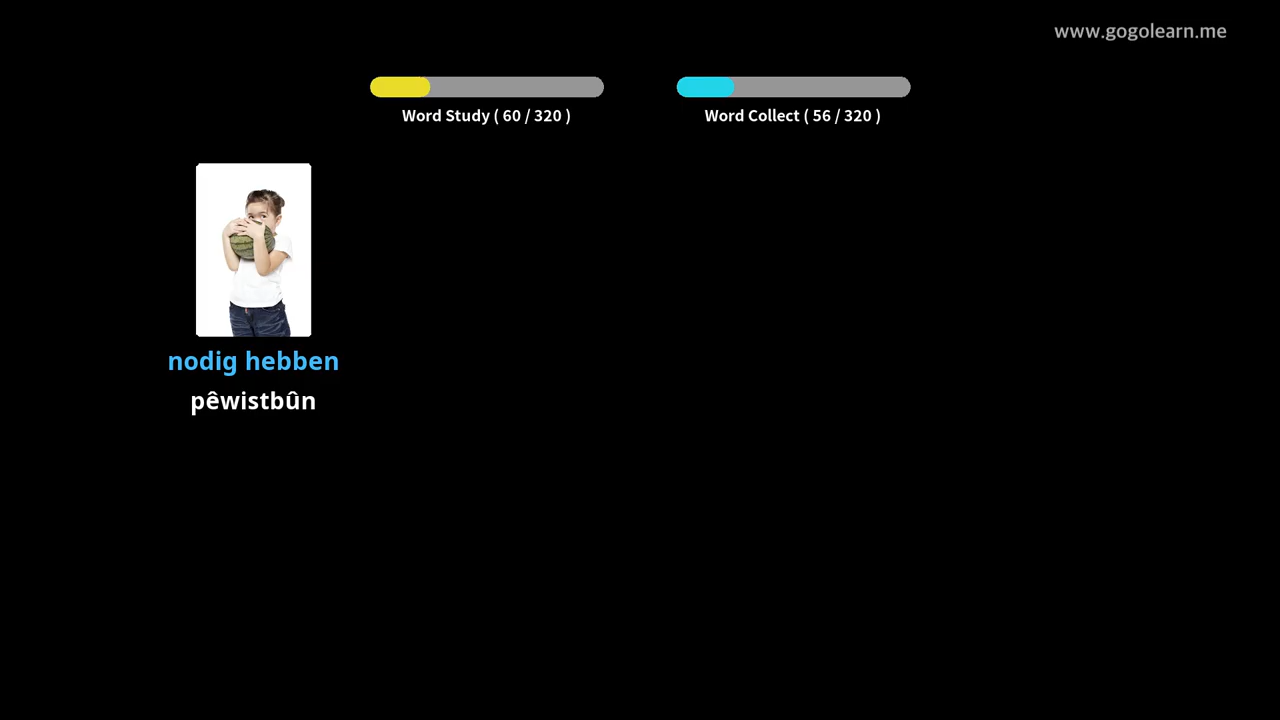 www.gogolearn.me
Word Study ( 60 / 320 )
Word Collect ( 56 / 320 )
nodig hebben
pêwistbûn